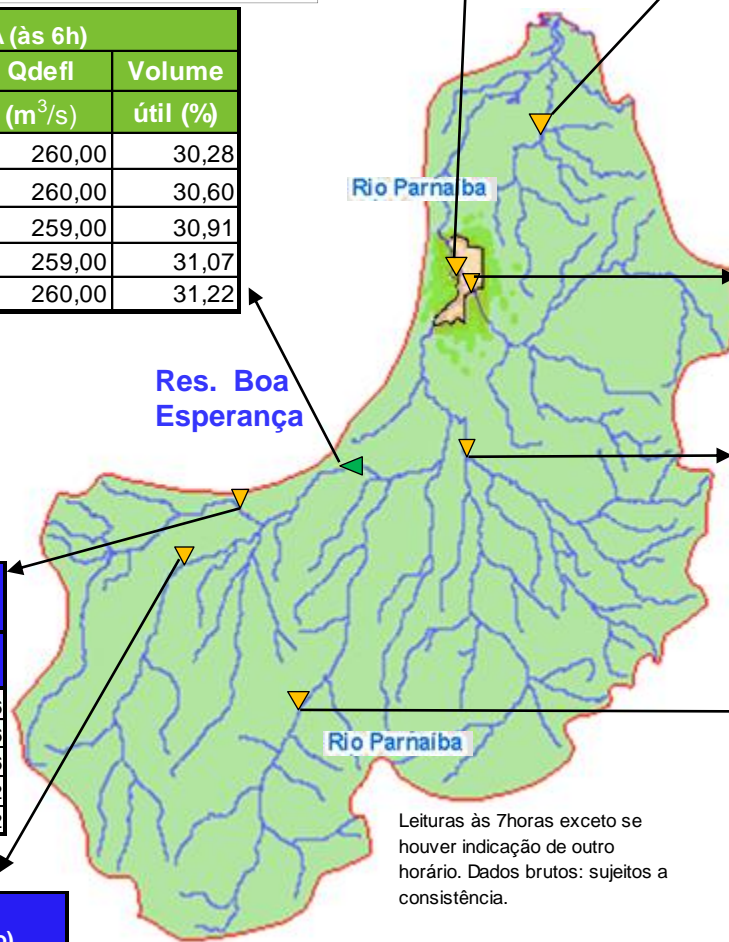 A (às 6h)
Qdefl Volume
(m³/s) útil (%)
260,00 30,28
260,00 30,60
259,00 30,91
259,00 31,07
260,00 31,22
Rio Parnaíba
Res. Boa
Esperança
Rio Parnaíba
Leituras às 7horas exceto se
houver indicação de outro
horário. Dados brutos: sujeitos a
consistência.